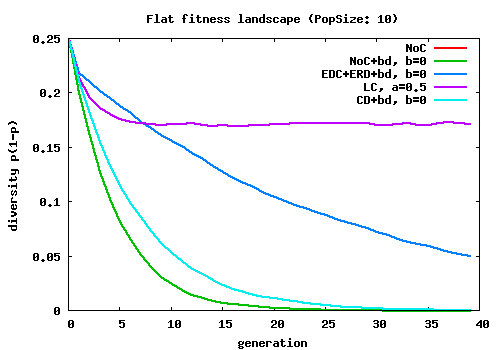 Flat fitness landscape (PopSize: 10)
0.25
0.2
0.15
0.1
0.05
0
diversity p(1-p)
NoC
NoC+bd, b=0
EDC+ERD+bd, b=0
LC, a=0.5
CD+bd, b=0
0 5 10 15 20 25 30 35 40
generation